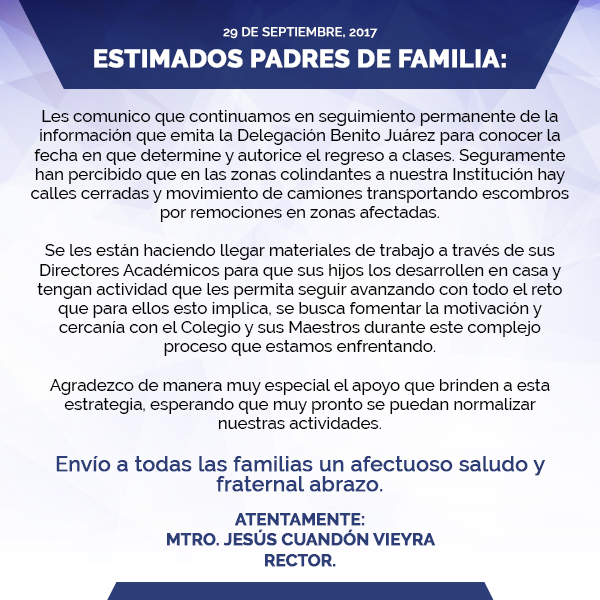 29 DE SEPTIEMBRE, 2017
ESTIMADOS PADRES DE FAMILIA:
Les comunico que continuamos en seguimiento permanente de la
información que emita la Delegación Benito Juárez para conocer la
fecha en que determine y autorice el regreso a clases. Seguramente
han percibido que en las zonas colindantes a nuestra Institución hay
calles cerradas y movimiento de camiones transportando escombros
por remociones en zonas afectadas.
Se les están haciendo llegar materiales de trabajo a través de sus
Directores Académicos para que sus hijos los desarrollen en casa y
tengan actividad que les permita seguir avanzando con todo el reto
que para ellos esto implica, se busca fomentar la motivación y
cercanía con el Colegio y sus Maestros durante este complejo
proceso que estamos enfrentando.
Agradezco de manera muy especial el apoyo que brinden a esta
estrategia, esperando que muy pronto se puedan normalizar
nuestras actividades.
Envío a todas las familias un afectuoso saludo y
fraternal abrazo.
ATENTAMENTE:
MTRO. JESÚS CUANDÓN VIEYRA
RECTOR.